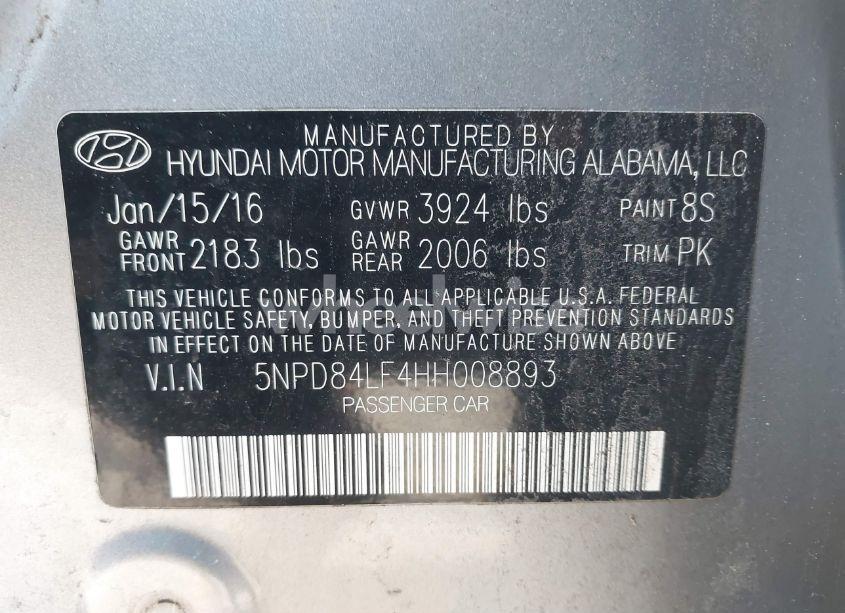 MANUFACTURED BY
HYUNDAI MOTOR MANUFACTURING ALABAMA, LLC
Jan/15/16 GVWR 3924 lbs PAINT 8S
GAWR FRONT 2183 lbs GAWR REAR 2006 lbs TRIM PK
THIS VEHICLE CONFORMS TO ALL APPLICABLE U.S.A. FEDERAL
MOTOR VEHICLE SAFETY, BUMPER, AND THEFT PREVENTION STANDARDS
IN EFFECT ON THE DATE OF MANUFACTURE SHOWN ABOVE.
V.I.N 5NPD84LF4HH008893
PASSENGER CAR